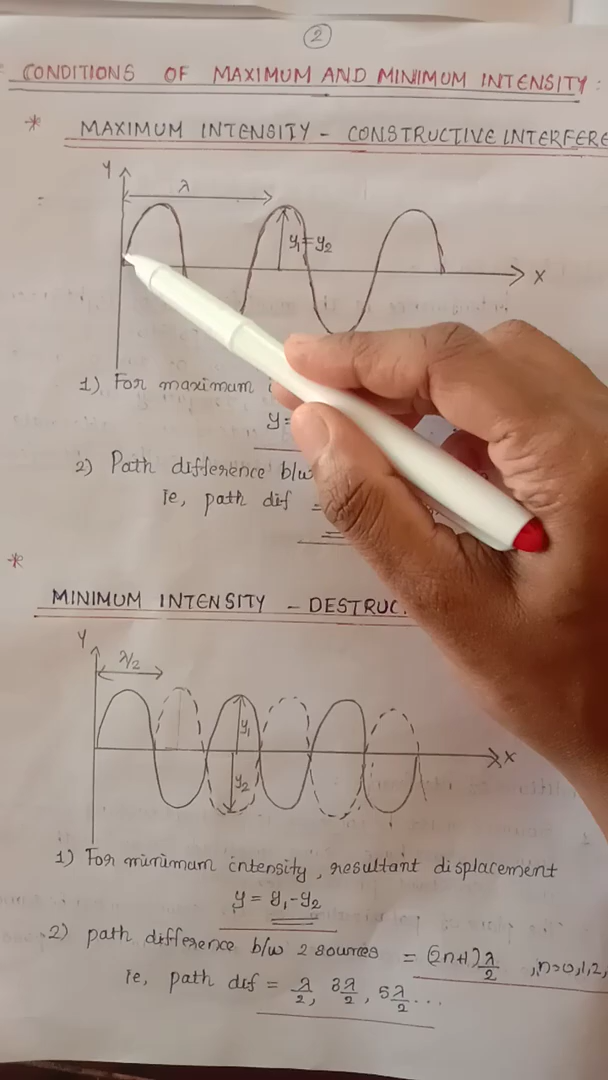 2
CONDITIONS OF MAXIMUM AND MINIMUM INTENSITY :
* MAXIMUM INTENSITY - CONSTRUCTIVE INTERFERE
Y
λ
y₁=y₂
X
1) For maximum
y=
2) Path difference b/w
ie, path dif =
*
MINIMUM INTENSITY - DESTRUC
Y
λ/2
y₁
X
y₂
1) For minimum intensity, resultant displacement
y = y₁-y₂
2) path difference b/w 2 sources = (2n+1)λ/2 , n=0,1,2,
ie, path dif = λ/2, 3λ/2, 5λ/2 ...